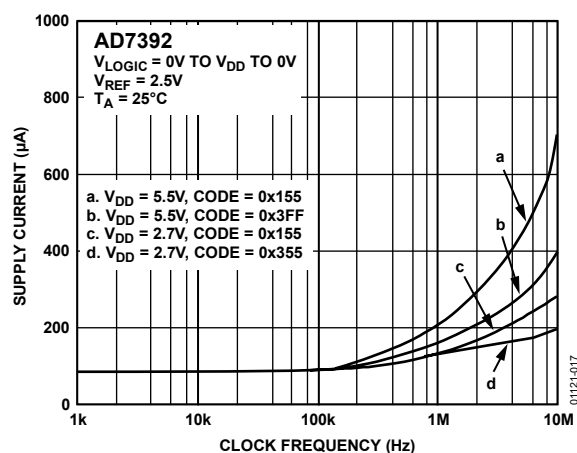 1000
800
600
400
200
0
SUPPLY CURRENT (µA)
AD7392
VLOGIC = 0V TO VDD TO 0V
VREF = 2.5V
TA = 25°C
a. VDD = 5.5V, CODE = 0x155
b. VDD = 5.5V, CODE = 0x3FF
c. VDD = 2.7V, CODE = 0x155
d. VDD = 2.7V, CODE = 0x355
a
b
c
d
1k 10k 100k 1M 10M
CLOCK FREQUENCY (Hz)
01121-017